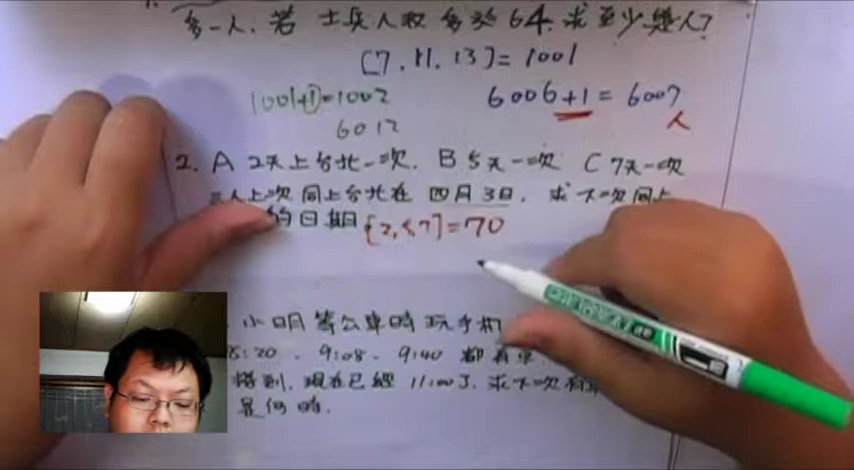 多一人.若 士兵人數 多於 64.求至少幾人?
[7.11.13]=1001
1001+1=1002
6006+1=6007
6012
人
2. A 2天上台北一次. B 5天一次 C 7天一次
三人上次同上台北在 四月3日. 求下一次同上
的日期 [2,5,7]=70
小明等公車時玩手机
8:20 . 9:08 . 9:40 都有車
搭到.現在已經 11:00了.求下次有車
是何時.